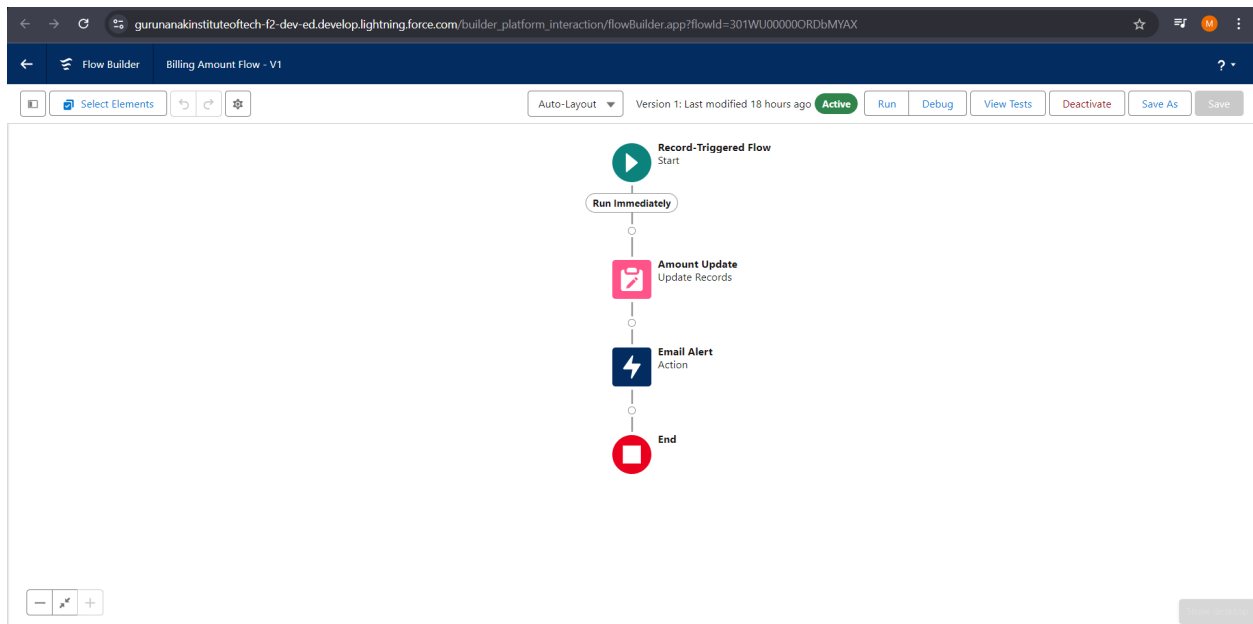 gurunanakinstituteoftech-f2-dev-ed.develop.lightning.force.com/builder_platform_interaction/flowBuilder.app?flowId=301WU00000ORDbMYAX M
Flow Builder Billing Amount Flow - V1 ?
Select Elements Auto-Layout Version 1: Last modified 18 hours ago Active Run Debug View Tests Deactivate Save As Save
Record-Triggered Flow
Start
Run Immediately
Amount Update
Update Records
Email Alert
Action
End